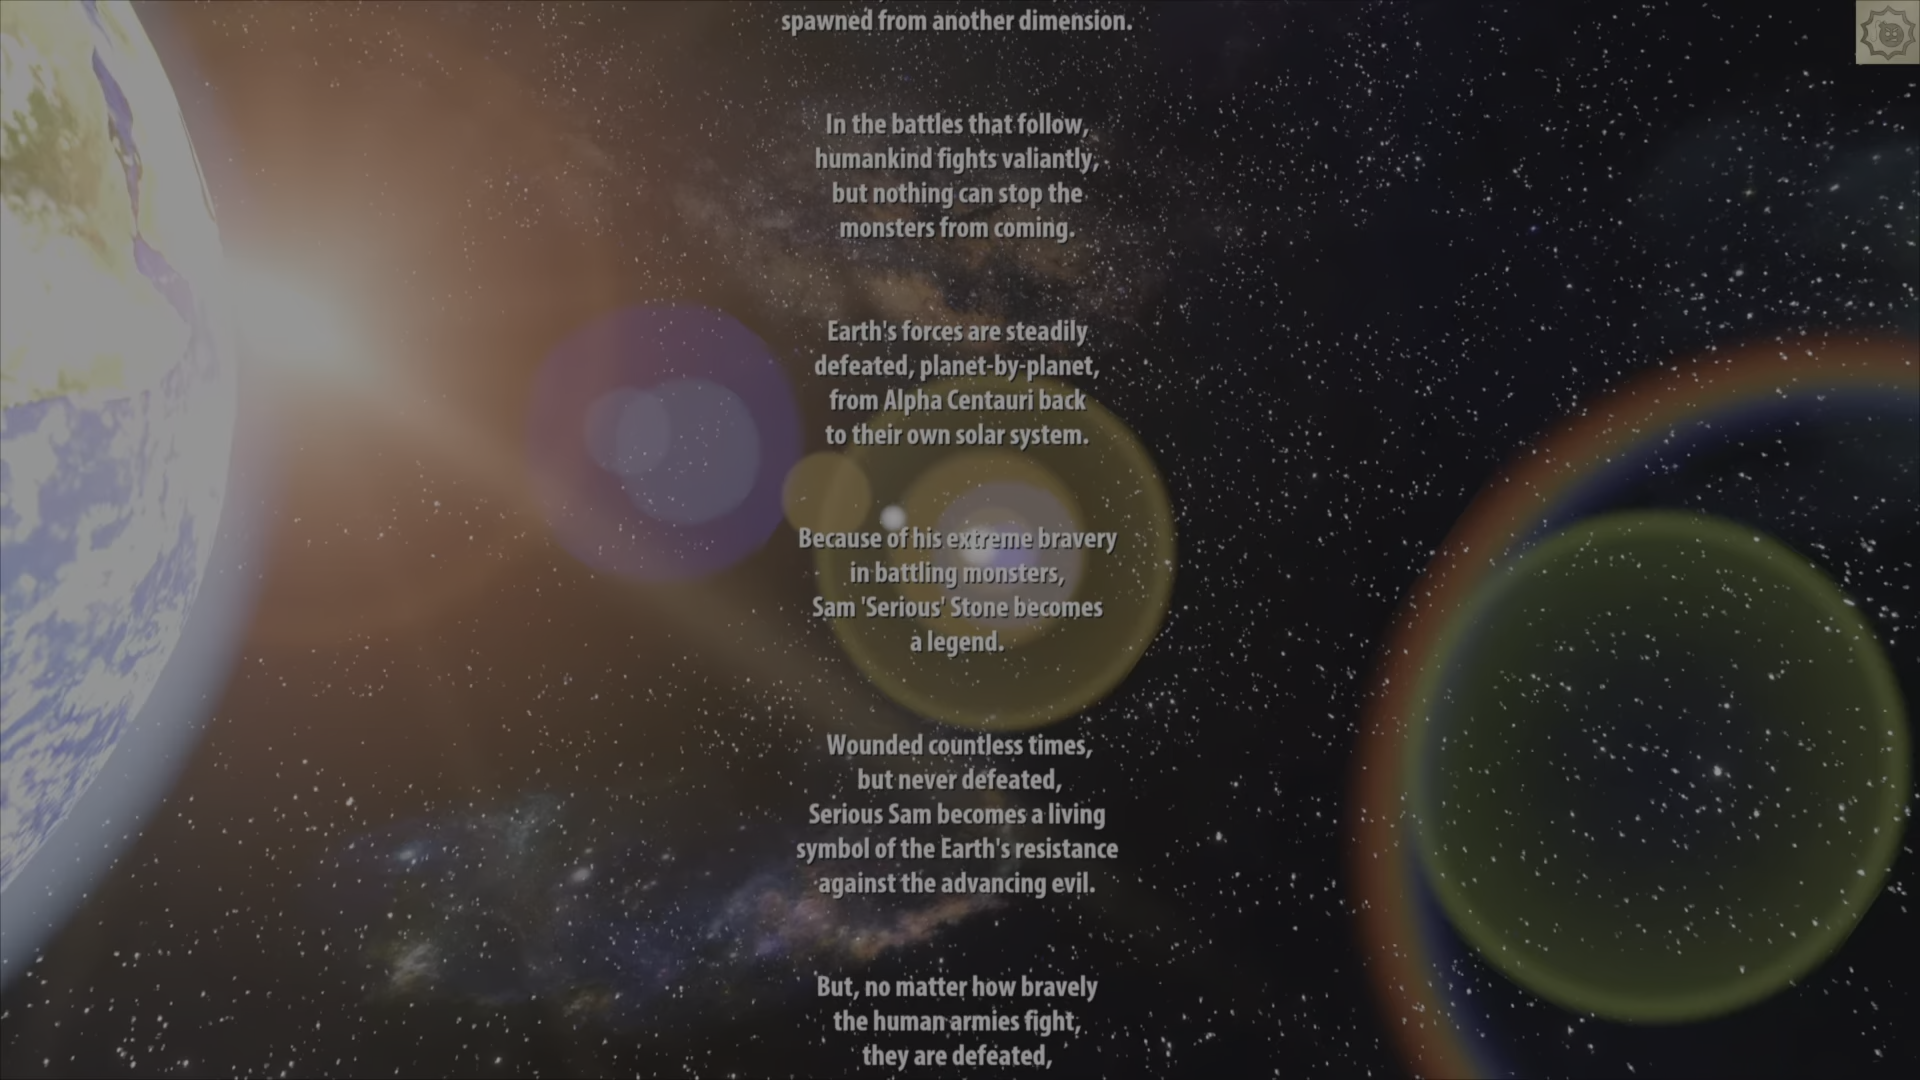 spawned from another dimension.
In the battles that follow,
humankind fights valiantly,
but nothing can stop the
monsters from coming.
Earth's forces are steadily
defeated, planet-by-planet,
from Alpha Centauri back
to their own solar system.
Because of his extreme bravery
in battling monsters,
Sam 'Serious' Stone becomes
a legend.
Wounded countless times,
but never defeated,
Serious Sam becomes a living
symbol of the Earth's resistance
against the advancing evil.
But, no matter how bravely
the human armies fight,
they are defeated,